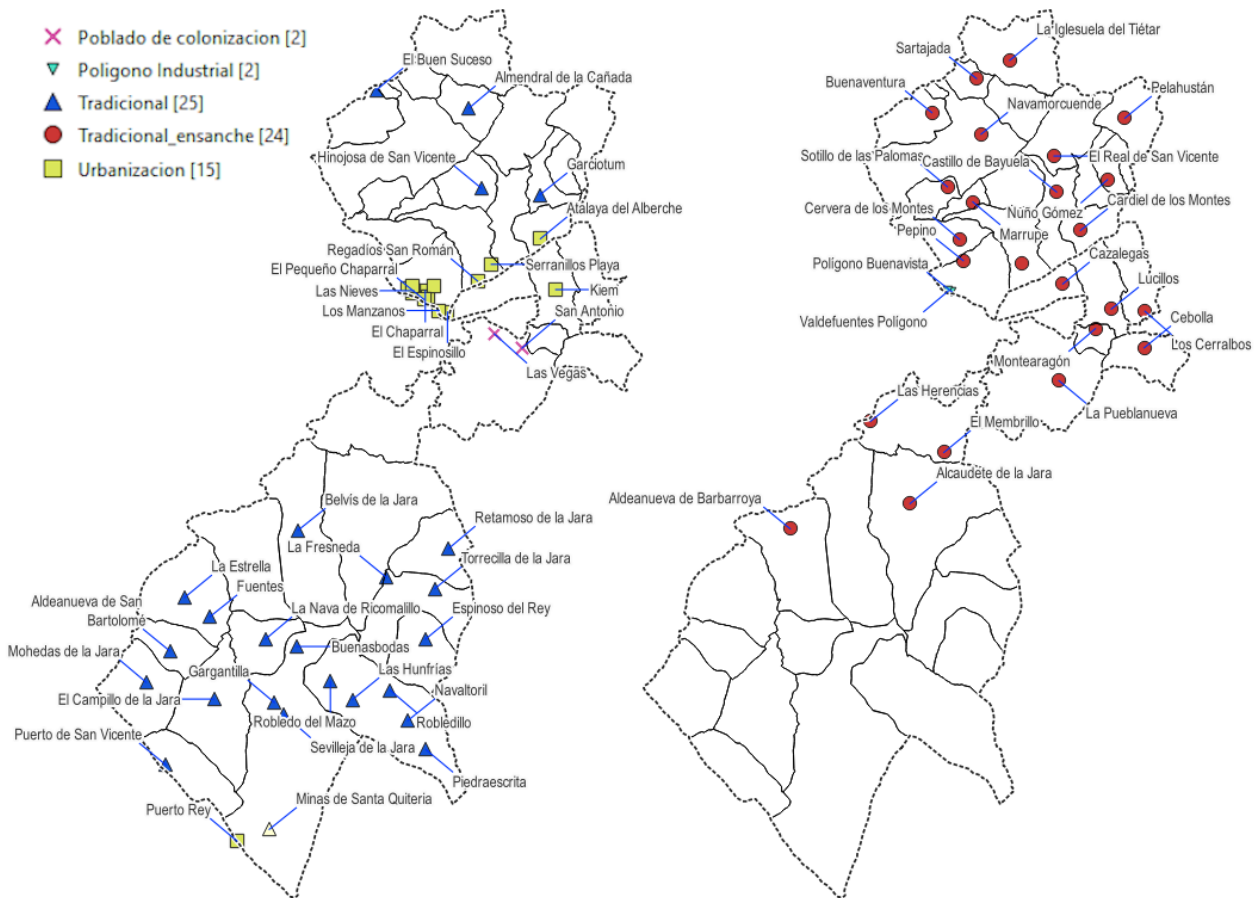 Poblado de colonizacion [2]
Poligono Industrial [2]
Tradicional [25]
Tradicional_ensanche [24]
Urbanizacion [15]
El Buen Suceso
Almendral de la Cañada
Hinojosa de San Vicente
Garciotum
Atalaya del Alberche
Regadíos San Román
El Pequeño Chaparral
Serranillos Playa
Las Nieves
Kiem
Los Manzanos
San Antonio
El Chaparral
El Espinosillo
Las Vegas
Belvis de la Jara
Retamoso de la Jara
La Fresneda
Torrecilla de la Jara
La Estrella
Fuentes
Aldeanueva de San
Bartolomé
La Nava de Ricomalillo
Espinoso del Rey
Mohedas de la Jara
Buenasbodas
Gargantilla
Las Hunfrías
El Campillo de la Jara
Navaltoril
Robledo del Mazo
Robledillo
Puerto de San Vicente
Sevilleja de la Jara
Piedraescrita
Puerto Rey
Minas de Santa Quiteria
La Iglesuela del Tiétar
Sartajada
Buenaventura
Navamorcuende
Pelahustán
Sotillo de las Palomas
Castillo de Bayuela
El Real de San Vicente
Cervera de los Montes
Nuño Gómez
Cardiel de los Montes
Pepino
Marrupe
Polígono Buenavista
Cazalegas
Lucillos
Valdefuentes Polígono
Cebolla
Los Cerralbos
Montearagón
Las Herencias
La Pueblanueva
El Membrillo
Alcaudete de la Jara
Aldeanueva de Barbarroya